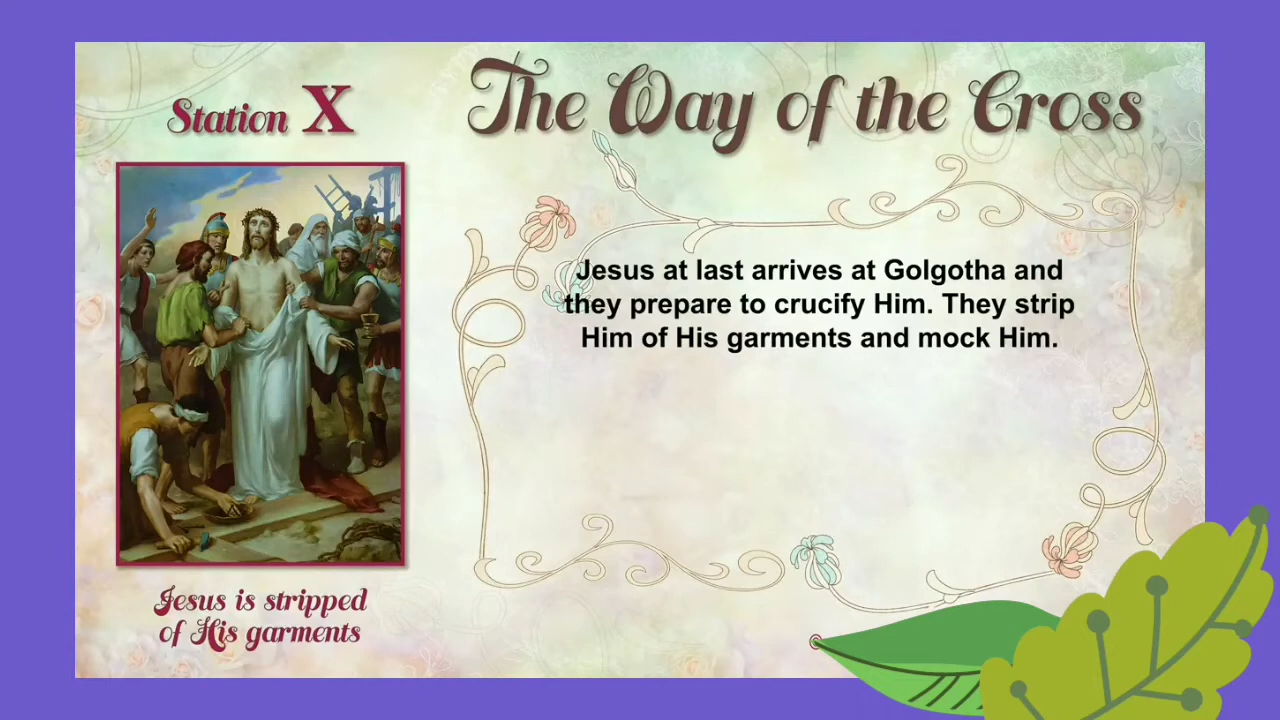 Station X
The Way of the Cross
Jesus at last arrives at Golgotha and
they prepare to crucify Him. They strip
Him of His garments and mock Him.
Jesus is stripped
of His garments